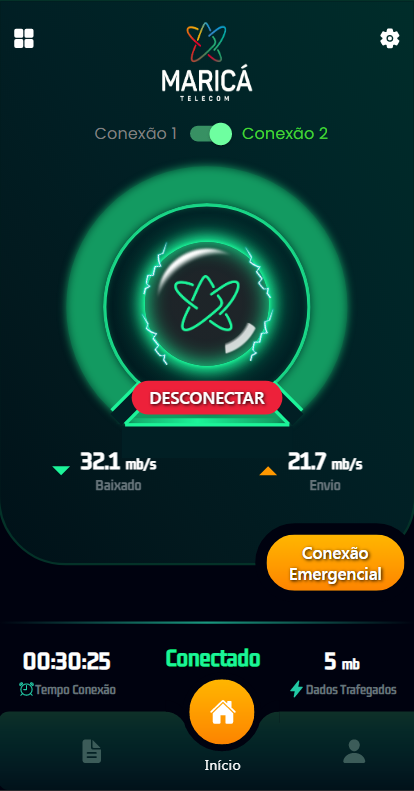 MARICÁ
TELECOM
Conexão 1 Conexão 2
DESCONECTAR
32.1 mb/s 21.7 mb/s
Baixado Envio
Conexão
Emergencial
00:30:25 Conectado 5 mb
Tempo Conexão Dados Trafegados
Início